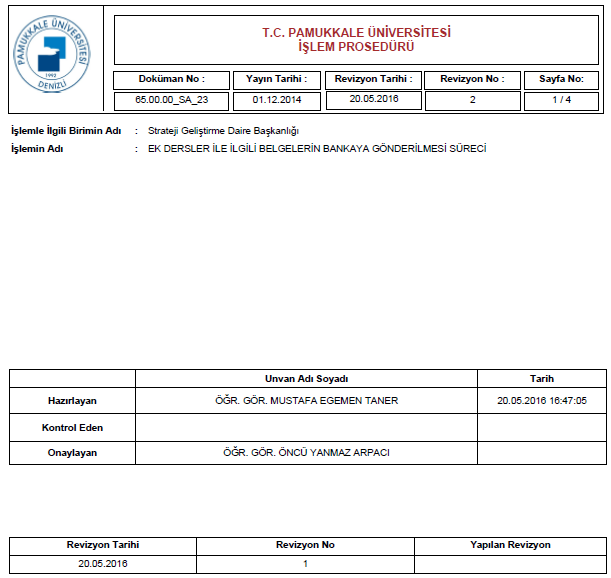 PAMUKKALE ÜNİVERSİTESİ
1992
DENİZLİ
T.C. PAMUKKALE ÜNİVERSİTESİ
İŞLEM PROSEDÜRÜ
Doküman No : Yayın Tarihi : Revizyon Tarihi : Revizyon No : Sayfa No:
65.00.00_SA_23 01.12.2014 20.05.2016 2 1 / 4
İşlemle İlgili Birimin Adı : Strateji Geliştirme Daire Başkanlığı
İşlemin Adı : EK DERSLER İLE İLGİLİ BELGELERİN BANKAYA GÖNDERİLMESİ SÜRECİ
Unvan Adı Soyadı Tarih
Hazırlayan ÖĞR. GÖR. MUSTAFA EGEMEN TANER 20.05.2016 16:47:05
Kontrol Eden
Onaylayan ÖĞR. GÖR. ÖNCÜ YANMAZ ARPACI
Revizyon Tarihi Revizyon No Yapılan Revizyon
20.05.2016 1